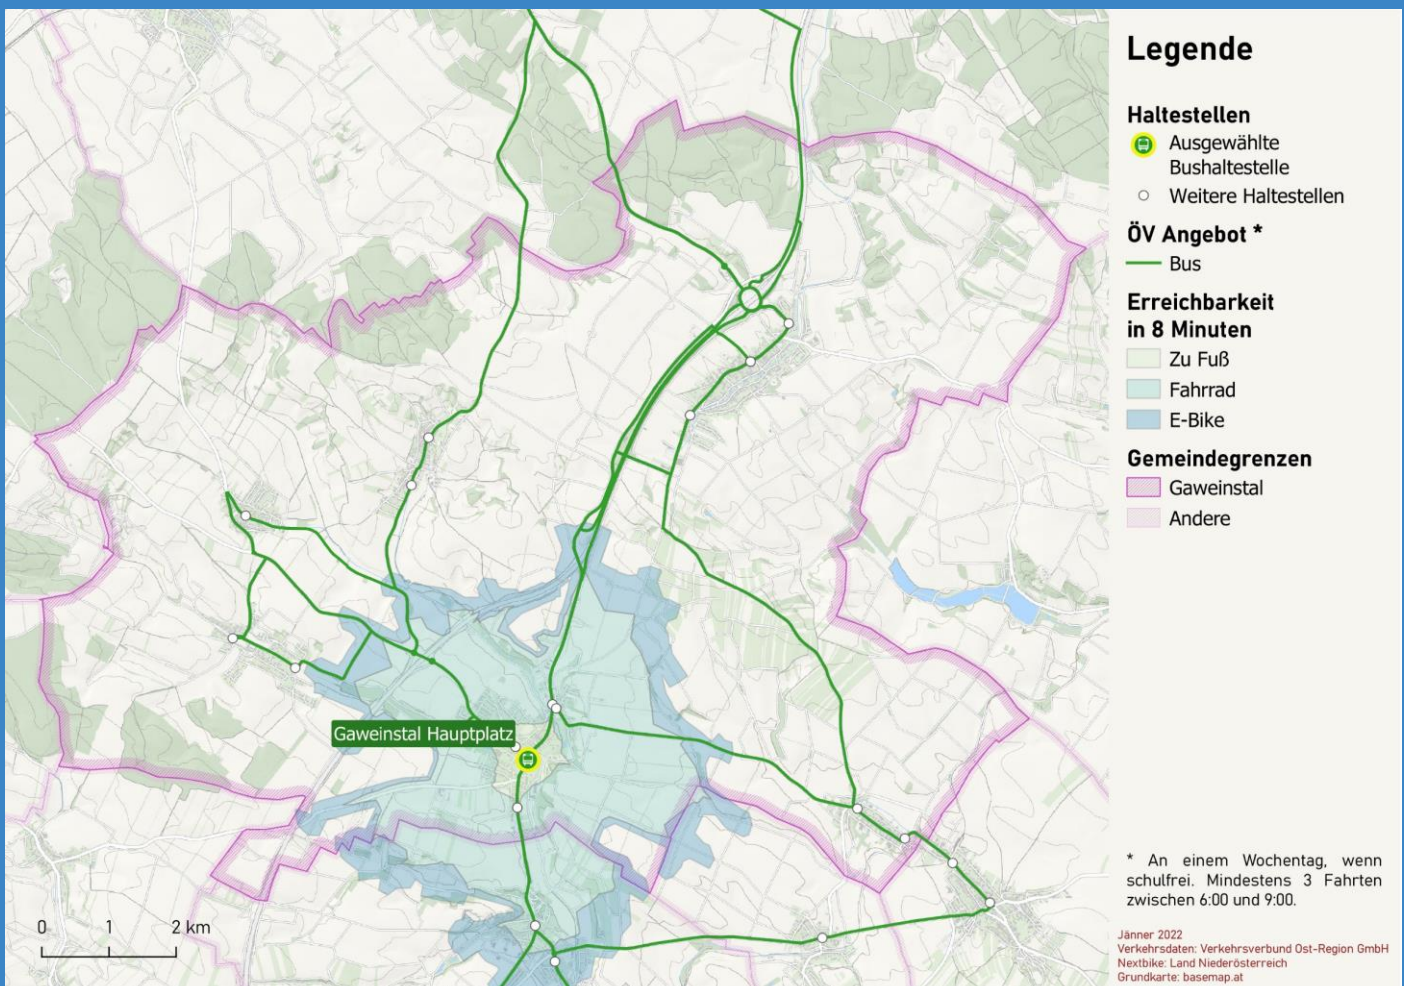 Legende
Haltestellen
Ausgewählte
Bushaltestelle
Weitere Haltestellen
ÖV Angebot *
Bus
Erreichbarkeit
in 8 Minuten
Zu Fuß
Fahrrad
E-Bike
Gemeindegrenzen
Gaweinstal
Andere
Gaweinstal Hauptplatz
0 1 2 km
* An einem Wochentag, wenn
schulfrei. Mindestens 3 Fahrten
zwischen 6:00 und 9:00.
Jänner 2022
Verkehrsdaten: Verkehrsverbund Ost-Region GmbH
Nextbike: Land Niederösterreich
Grundkarte: basemap.at